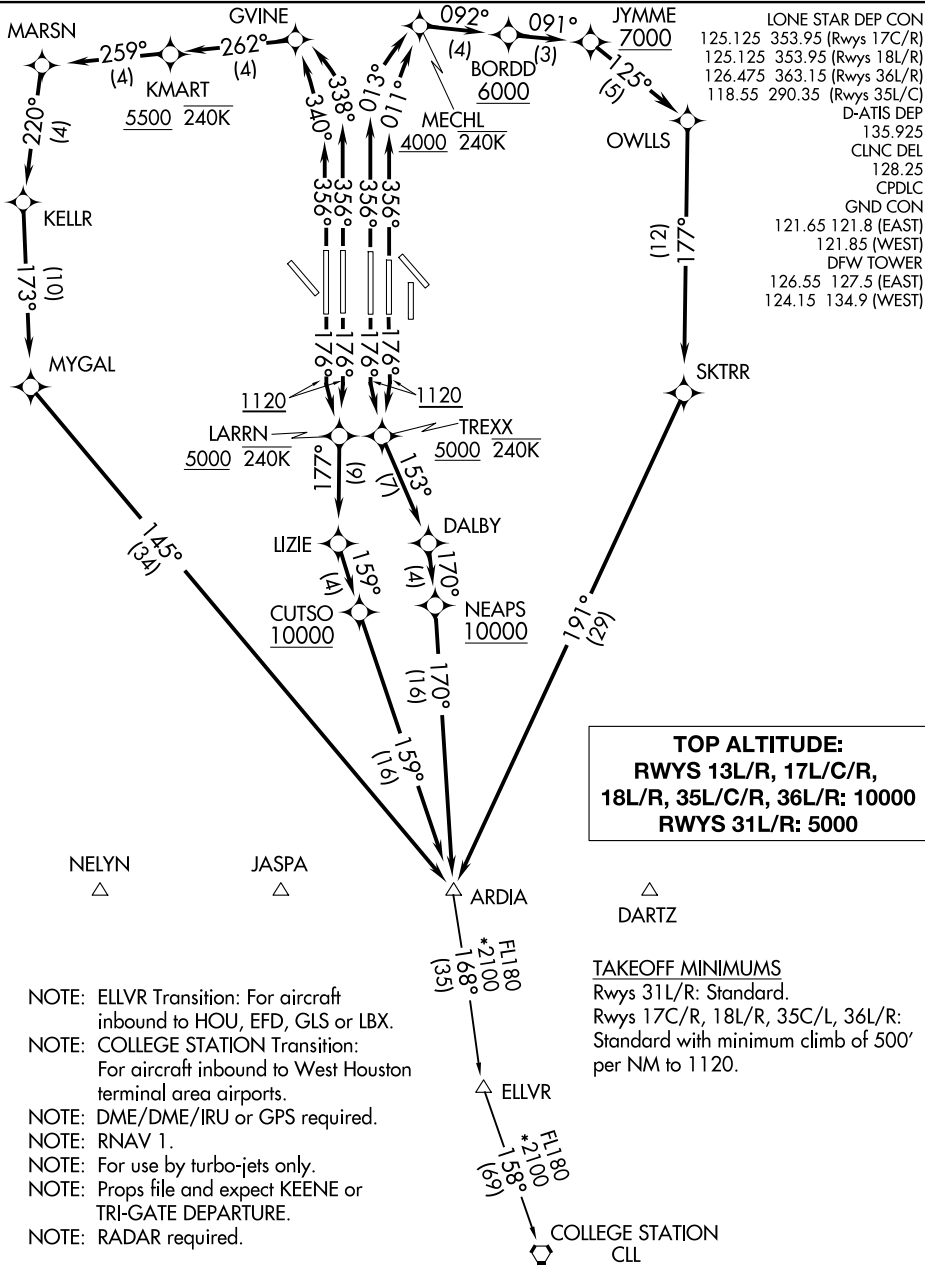 MARSN
259°
(4)
KMART
5500 240K
262°
(4)
GVINE
338°
340°
356°
356°
356°
356°
013°
011°
MECHL
4000 240K
092°
(4)
BORDD
6000
091°
(3)
JYMME
7000
125°
(5)
OWLLS
LONE STAR DEP CON
125.125 353.95 (Rwys 17C/R)
125.125 353.95 (Rwys 18L/R)
126.475 363.15 (Rwys 36L/R)
118.55 290.35 (Rwys 35L/C)
D-ATIS DEP
135.925
CLNC DEL
128.25
CPDLC
GND CON
121.65 121.8 (EAST)
121.85 (WEST)
DFW TOWER
126.55 127.5 (EAST)
124.15 134.9 (WEST)
220°
(4)
KELLR
173°
(10)
MYGAL
177°
(12)
SKTRR
176°
176°
176°
176°
1120
1120
LARRN
5000 240K
TREXX
5000 240K
177°
(9)
153°
(7)
LIZIE
DALBY
159°
(4)
170°
(4)
CUTSO
10000
NEAPS
10000
145°
(34)
159°
(16)
170°
(16)
191°
(29)
TOP ALTITUDE:
RWYS 13L/R, 17L/C/R,
18L/R, 35L/C/R, 36L/R: 10000
RWYS 31L/R: 5000
NELYN
JASPA
ARDIA
DARTZ
FL180
*2100
168°
(35)
ELLVR
FL180
*2100
158°
(69)
COLLEGE STATION
CLL
TAKEOFF MINIMUMS
Rwys 31L/R: Standard.
Rwys 17C/R, 18L/R, 35C/L, 36L/R:
Standard with minimum climb of 500'
per NM to 1120.
NOTE: ELLVR Transition: For aircraft
inbound to HOU, EFD, GLS or LBX.
NOTE: COLLEGE STATION Transition:
For aircraft inbound to West Houston
terminal area airports.
NOTE: DME/DME/IRU or GPS required.
NOTE: RNAV 1.
NOTE: For use by turbo-jets only.
NOTE: Props file and expect KEENE or
TRI-GATE DEPARTURE.
NOTE: RADAR required.